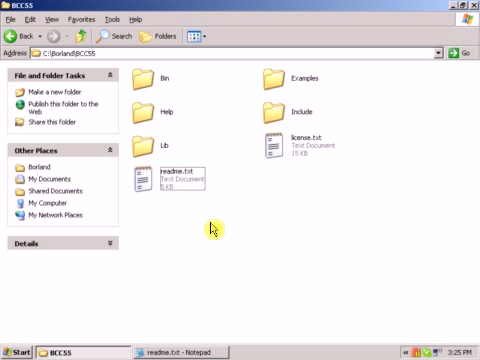 BCC55
File Edit View Favorites Tools Help
Back Search Folders
Address C:\Borland\BCC55 Go
File and Folder Tasks
Make a new folder
Publish this folder to the
Web
Share this folder
Other Places
Borland
My Documents
Shared Documents
My Computer
My Network Places
Details
Bin
Examples
Help
Include
Lib
license.txt
Text Document
15 KB
readme.txt
Text Document
5 KB
Start BCC55 readme.txt - Notepad 3:25 PM